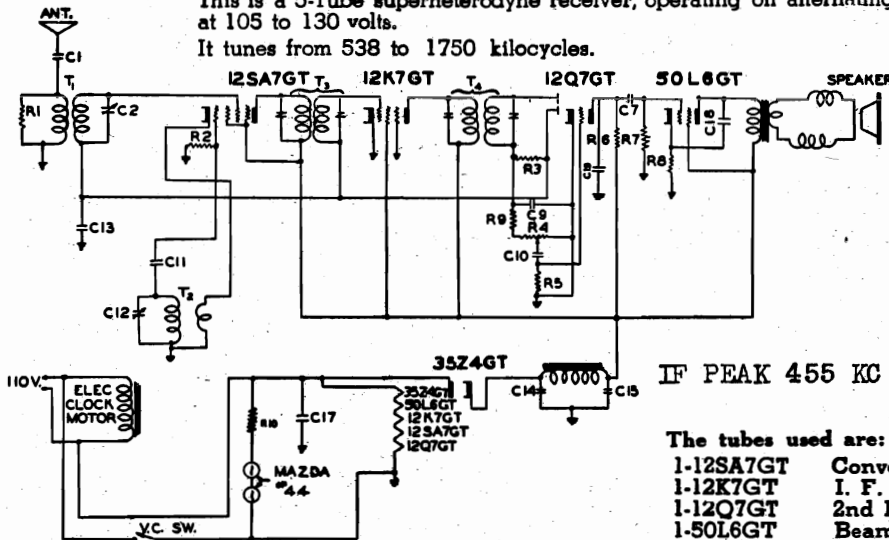 This is a 5-Tube superheterodyne receiver, operating on alternating
at 105 to 130 volts.
It tunes from 538 to 1750 kilocycles.
ANT.
C1
T1
12SA7GT
T3
12K7GT
T4
12Q7GT
50L6GT
SPEAKER
R1
C2
R2
C7
R6
R7
C18
R8
C19
R3
C9
R9
R4
C10
R5
C13
C11
C12
T2
35Z4GT
C14
C15
IF PEAK 455 KC
110V.
ELEC
CLOCK
MOTOR
R10
C17
35Z4GT
50L6GT
12K7GT
12SA7GT
12Q7GT
MAZDA
44
V.C. SW.
The tubes used are:
1-12SA7GT Conv
1-12K7GT I. F.
1-12Q7GT 2nd
1-50L6GT Beam